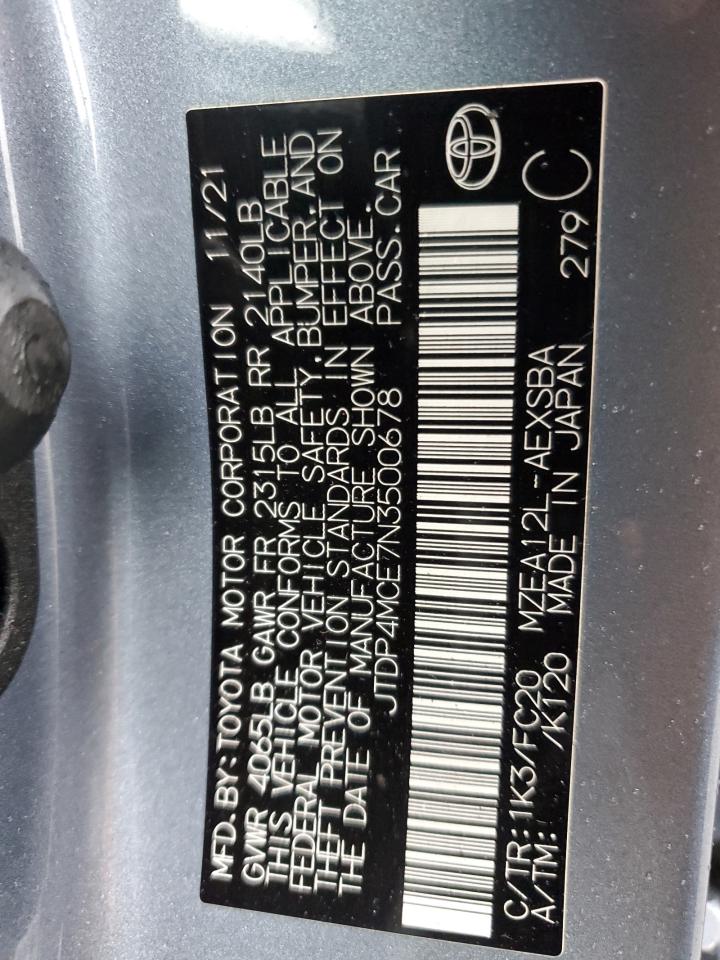 MFD. BY: TOYOTA MOTOR CORPORATION 11/21
GVWR 4065LB GAWR FR 2315LB RR 2140LB
THIS VEHICLE CONFORMS TO ALL APPLICABLE
FEDERAL MOTOR VEHICLE SAFETY, BUMPER, AND
THEFT PREVENTION STANDARDS IN EFFECT ON
THE DATE OF MANUFACTURE SHOWN ABOVE.
JTDP4MCE7N3500678 PASS. CAR
C/TR: 1K3/FC20 MZEA12L-AEXSBA 279 C
A/TM: /K120 MADE IN JAPAN